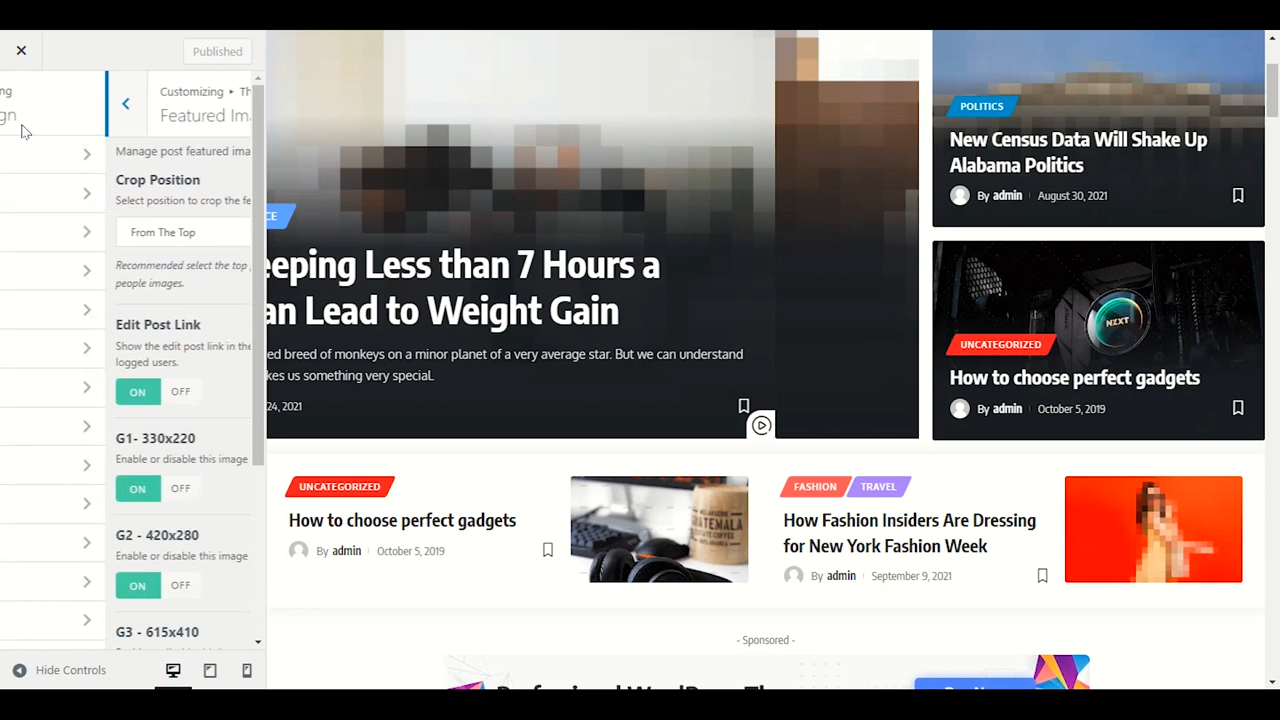 Published
ng
gn
Customizing ▸ Th
Featured Ima
Manage post featured ima
Crop Position
Select position to crop the fe
From The Top
Recommended select the top
people images.
Edit Post Link
Show the edit post link in the
logged users.
ON OFF
G1- 330x220
Enable or disable this image
ON OFF
G2 - 420x280
Enable or disable this image
ON OFF
G3 - 615x410
Hide Controls
CE
eeping Less than 7 Hours a
an Lead to Weight Gain
ed breed of monkeys on a minor planet of a very average star. But we can understand
kes us something very special.
24, 2021
POLITICS
New Census Data Will Shake Up
Alabama Politics
By admin August 30, 2021
NZXT
UNCATEGORIZED
How to choose perfect gadgets
By admin October 5, 2019
UNCATEGORIZED
How to choose perfect gadgets
By admin October 5, 2019
GUATEMALA
FASHION TRAVEL
How Fashion Insiders Are Dressing
for New York Fashion Week
By admin September 9, 2021
- Sponsored -